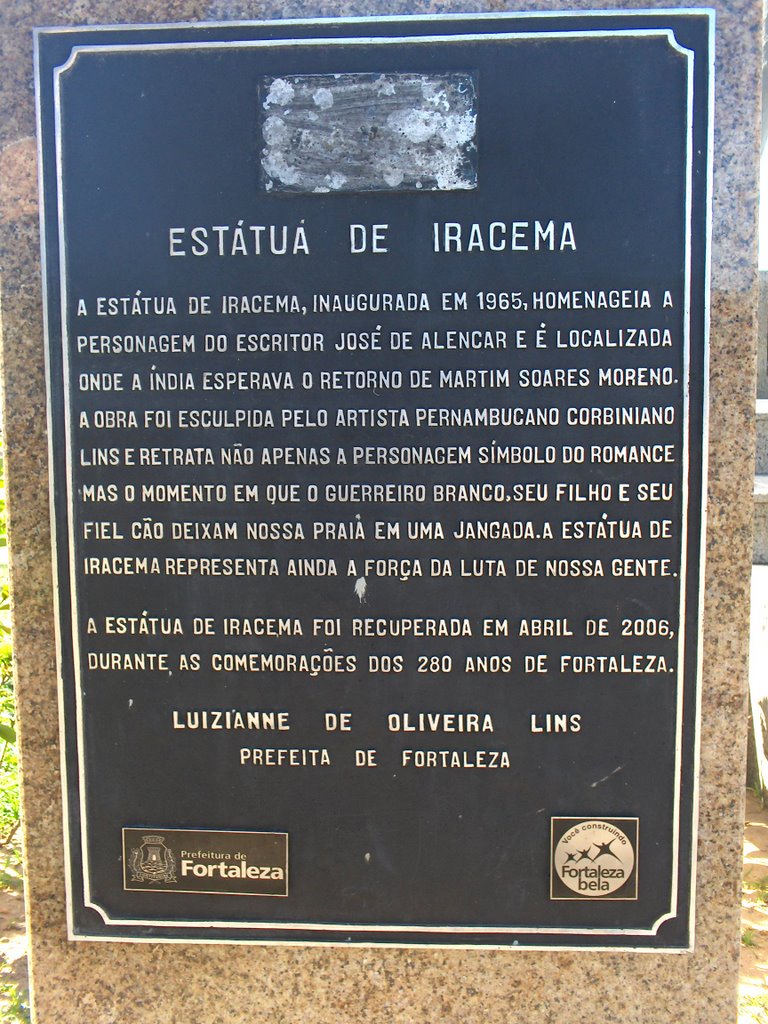 ESTÁTUA DE IRACEMA
A ESTÁTUA DE IRACEMA, INAUGURADA EM 1965, HOMENAGEIA A
PERSONAGEM DO ESCRITOR JOSÉ DE ALENCAR E É LOCALIZADA
ONDE A ÍNDIA ESPERAVA O RETORNO DE MARTIM SOARES MORENO.
A OBRA FOI ESCULPIDA PELO ARTISTA PERNAMBUCANO CORBINIANO
LINS E RETRATA NÃO APENAS A PERSONAGEM SÍMBOLO DO ROMANCE
MAS O MOMENTO EM QUE O GUERREIRO BRANCO, SEU FILHO E SEU
FIEL CÃO DEIXAM NOSSA PRAIA EM UMA JANGADA. A ESTÁTUA DE
IRACEMA REPRESENTA AINDA A FORÇA DA LUTA DE NOSSA GENTE.
A ESTÁTUA DE IRACEMA FOI RECUPERADA EM ABRIL DE 2006,
DURANTE AS COMEMORAÇÕES DOS 280 ANOS DE FORTALEZA.
LUIZIANNE DE OLIVEIRA LINS
PREFEITA DE FORTALEZA
Prefeitura de
Fortaleza
Você construindo
Fortaleza
bela